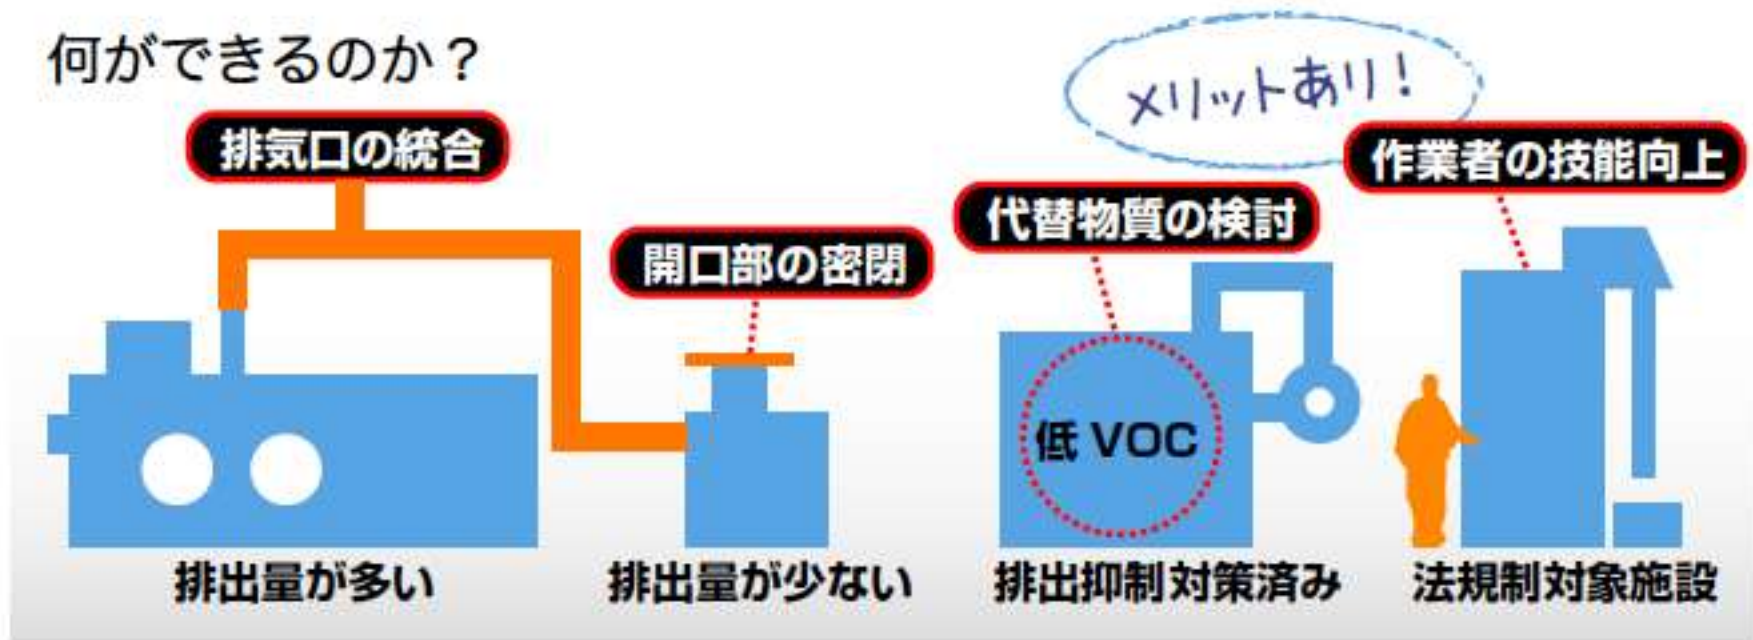 何ができるのか？
メリットあり！
排気口の統合
開口部の密閉
代替物質の検討
作業者の技能向上
低 VOC
排出量が多い
排出量が少ない
排出抑制対策済み
法規制対象施設